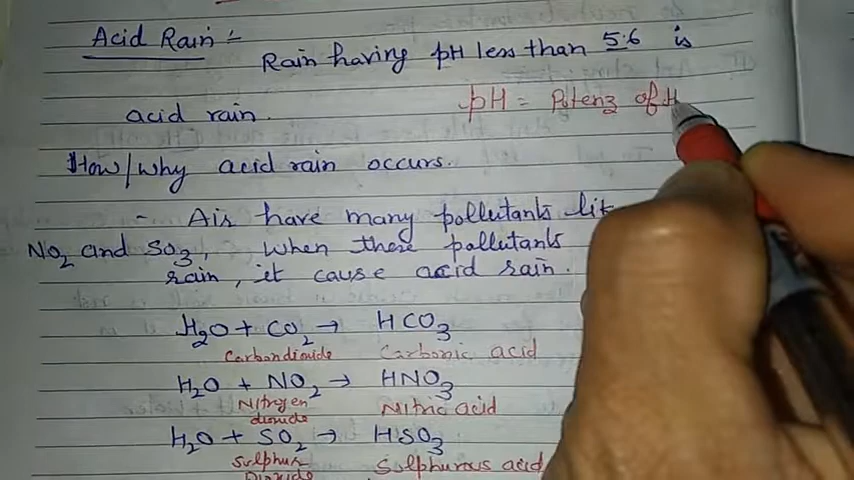 Acid Rain :-
Rain having pH less than 5.6 is
acid rain.
pH = Potenz of H
How/why acid rain occurs.
- Air have many pollutants
NO2 and SO3, When these pollutants
rain, it cause acid rain.
H2O + CO2 → HCO3
Carbondioxide Carbonic acid
H2O + NO2 → HNO3
Nitrogen Nitric acid
dioxide
H2O + SO2 → HSO3
Sulphur Sulphurous acid
Dioxide